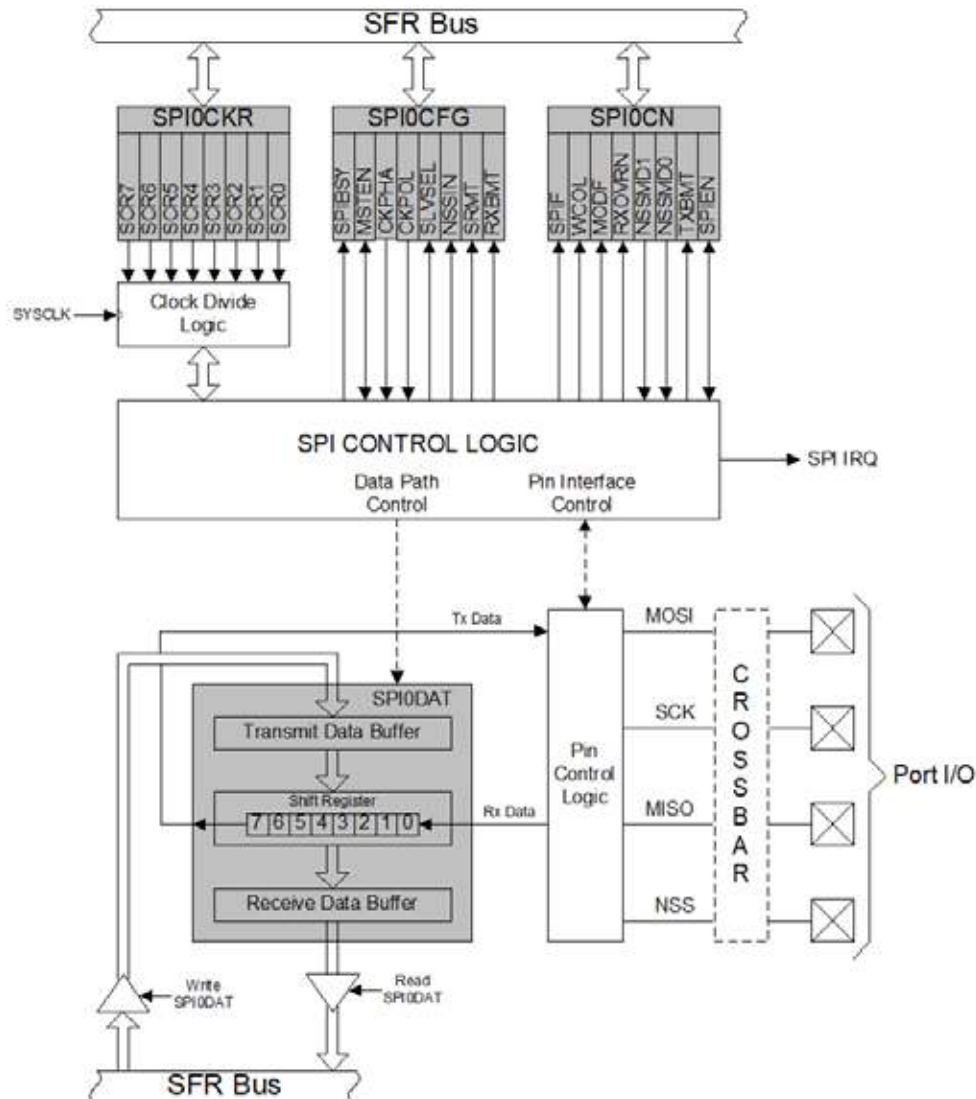 SFR Bus
SPI0CKR
SPI0CFG
SPI0CN
SCR7
SCR6
SCR5
SCR4
SCR3
SCR2
SCR1
SCR0
SPIBSY
MSTEN
CKPHA
CKPOL
SLVSEL
NSSIN
SRMT
RXBMT
SPIF
WCOL
MODF
RXOVRN
NSSMD1
NSSMD0
TXBMT
SPIEN
SYSCLK
Clock Divide
Logic
SPI CONTROL LOGIC
Data Path
Control
Pin Interface
Control
SPI IRQ
Tx Data
SPI0DAT
Transmit Data Buffer
Shift Register
7 6 5 4 3 2 1 0
Rx Data
Receive Data Buffer
Pin
Control
Logic
MOSI
SCK
MISO
NSS
C
R
O
S
S
B
A
R
Port I/O
Write
SPI0DAT
Read
SPI0DAT
SFR Bus